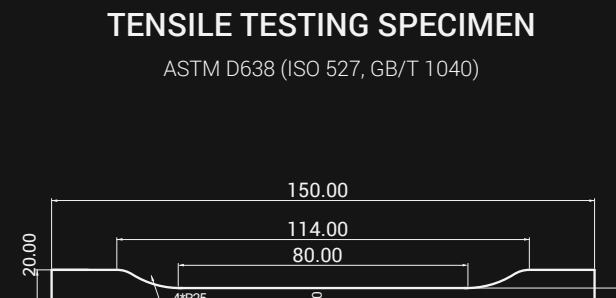 TENSILE TESTING SPECIMEN
ASTM D638 (ISO 527, GB/T 1040)
150.00
114.00
80.00
20.00